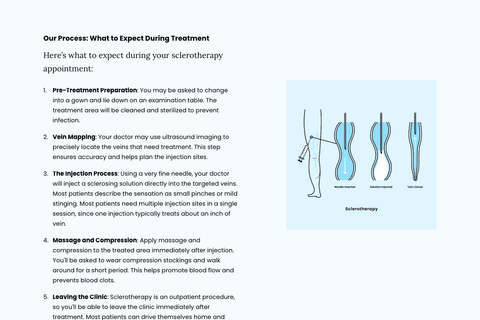 Our Process: What to Expect During Treatment
Here's what to expect during your sclerotherapy
appointment:
1. Pre-Treatment Preparation: You may be asked to change
into a gown and lie down on an examination table. The
treatment area will be cleaned and sterilized to prevent
infection.
2. Vein Mapping: Your doctor may use ultrasound imaging to
precisely locate the veins that need treatment. This step
ensures accuracy and helps plan the injection sites.
3. The Injection Process: Using a very fine needle, your doctor
will inject a sclerosing solution directly into the targeted veins.
Most patients describe the sensation as small pinches or mild
stinging. Most patients need multiple injection sites in a single
session, since one injection typically treats about an inch of
vein.
4. Massage and Compression: Apply massage and
compression to the treated area immediately after injection.
You'll be asked to wear compression stockings and walk
around for a short period. This helps promote blood flow and
prevents blood clots.
5. Leaving the Clinic: Sclerotherapy is an outpatient procedure,
so you'll be able to leave the clinic immediately after
treatment. Most patients can drive themselves home and
Needle Inserted
Solution Injected
Vein Closes
Sclerotherapy